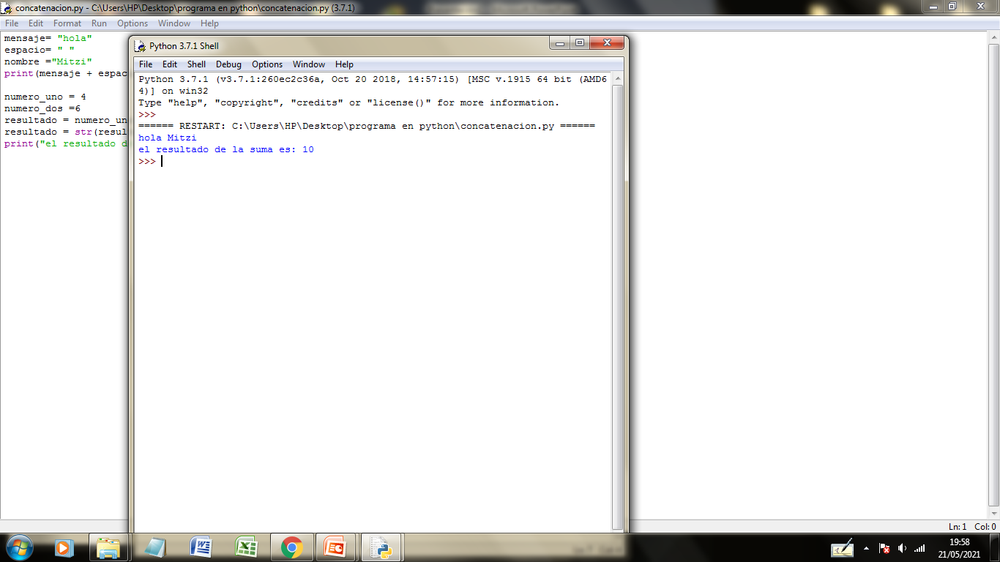 concatenacion.py - C:\Users\HP\Desktop\programa en python\concatenacion.py (3.7.1)
File Edit Format Run Options Window Help
mensaje= "hola"
espacio= " "
nombre ="Mitzi"
print(mensaje + espac
numero_uno = 4
numero_dos =6
resultado = numero_un
resultado = str(resul
print("el resultado d
Python 3.7.1 Shell
File Edit Shell Debug Options Window Help
Python 3.7.1 (v3.7.1:260ec2c36a, Oct 20 2018, 14:57:15) [MSC v.1915 64 bit (AMD6
4)] on win32
Type "help", "copyright", "credits" or "license()" for more information.
>>>
====== RESTART: C:\Users\HP\Desktop\programa en python\concatenacion.py ======
hola Mitzi
el resultado de la suma es: 10
>>>
Ln: 1 Col: 0
19:58
21/05/2021